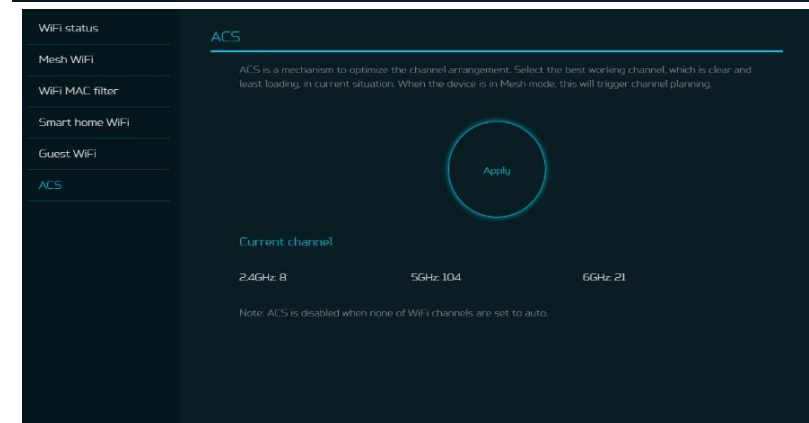 WiFi status
Mesh WiFi
WiFi MAC filter
Smart home WiFi
Guest WiFi
ACS
ACS
ACS is a mechanism to optimize the channel arrangement. Select the best working channel, which is clear and
least loading, in current situation. When the device is in Mesh mode, this will trigger channel planning.
Apply
Current channel
2.4GHz: 8 5GHz: 104 6GHz: 21
Note: ACS is disabled when none of WiFi channels are set to auto.